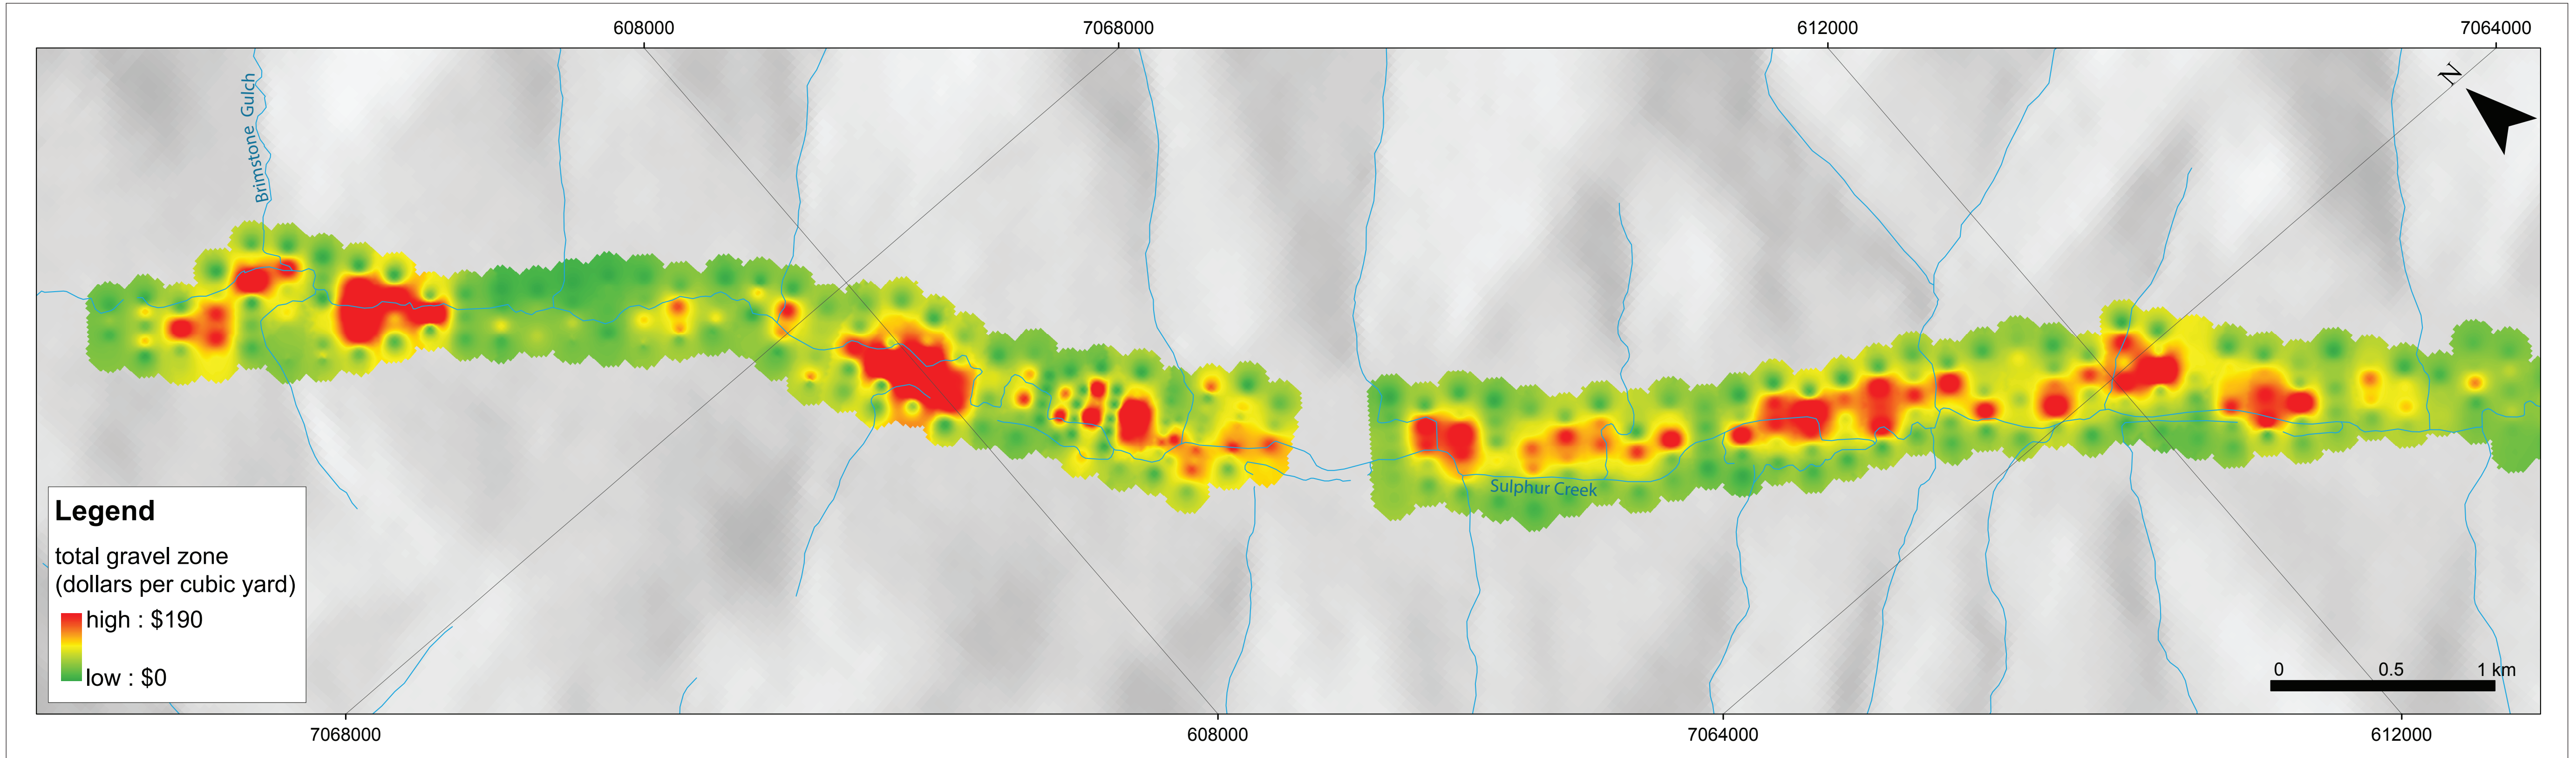 608000
7068000
612000
7064000
N
Brimstone Gulch
Sulphur Creek
Legend
total gravel zone
(dollars per cubic yard)
high : $190
low : $0
0 0.5 1 km
7068000
608000
7064000
612000